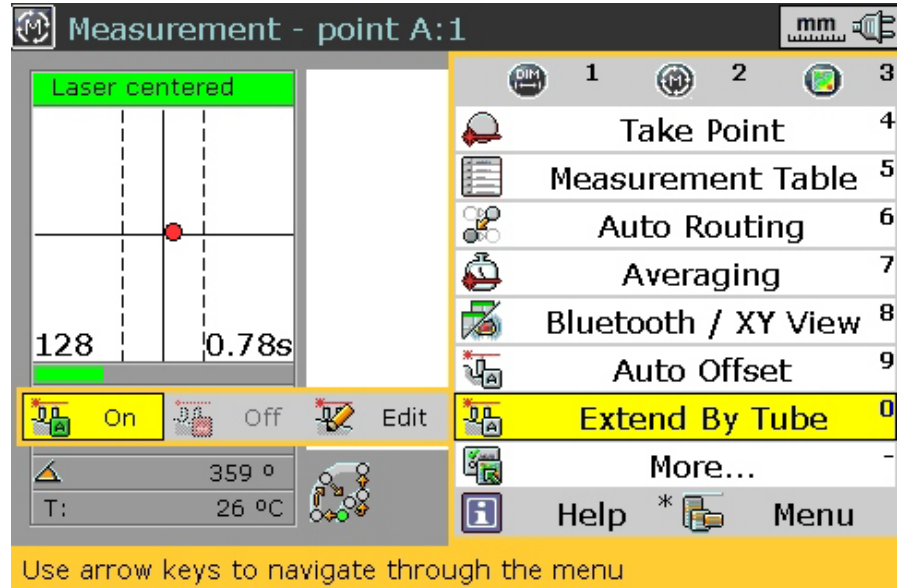 Measurement - point A:1
mm
Laser centered
128
0.78s
On
Off
Edit
359 º
T: 26 ºC
DIM 1
M 2
3
Take Point 4
Measurement Table 5
Auto Routing 6
Averaging 7
Bluetooth / XY View 8
Auto Offset 9
Extend By Tube 0
More... -
Help * Menu
Use arrow keys to navigate through the menu